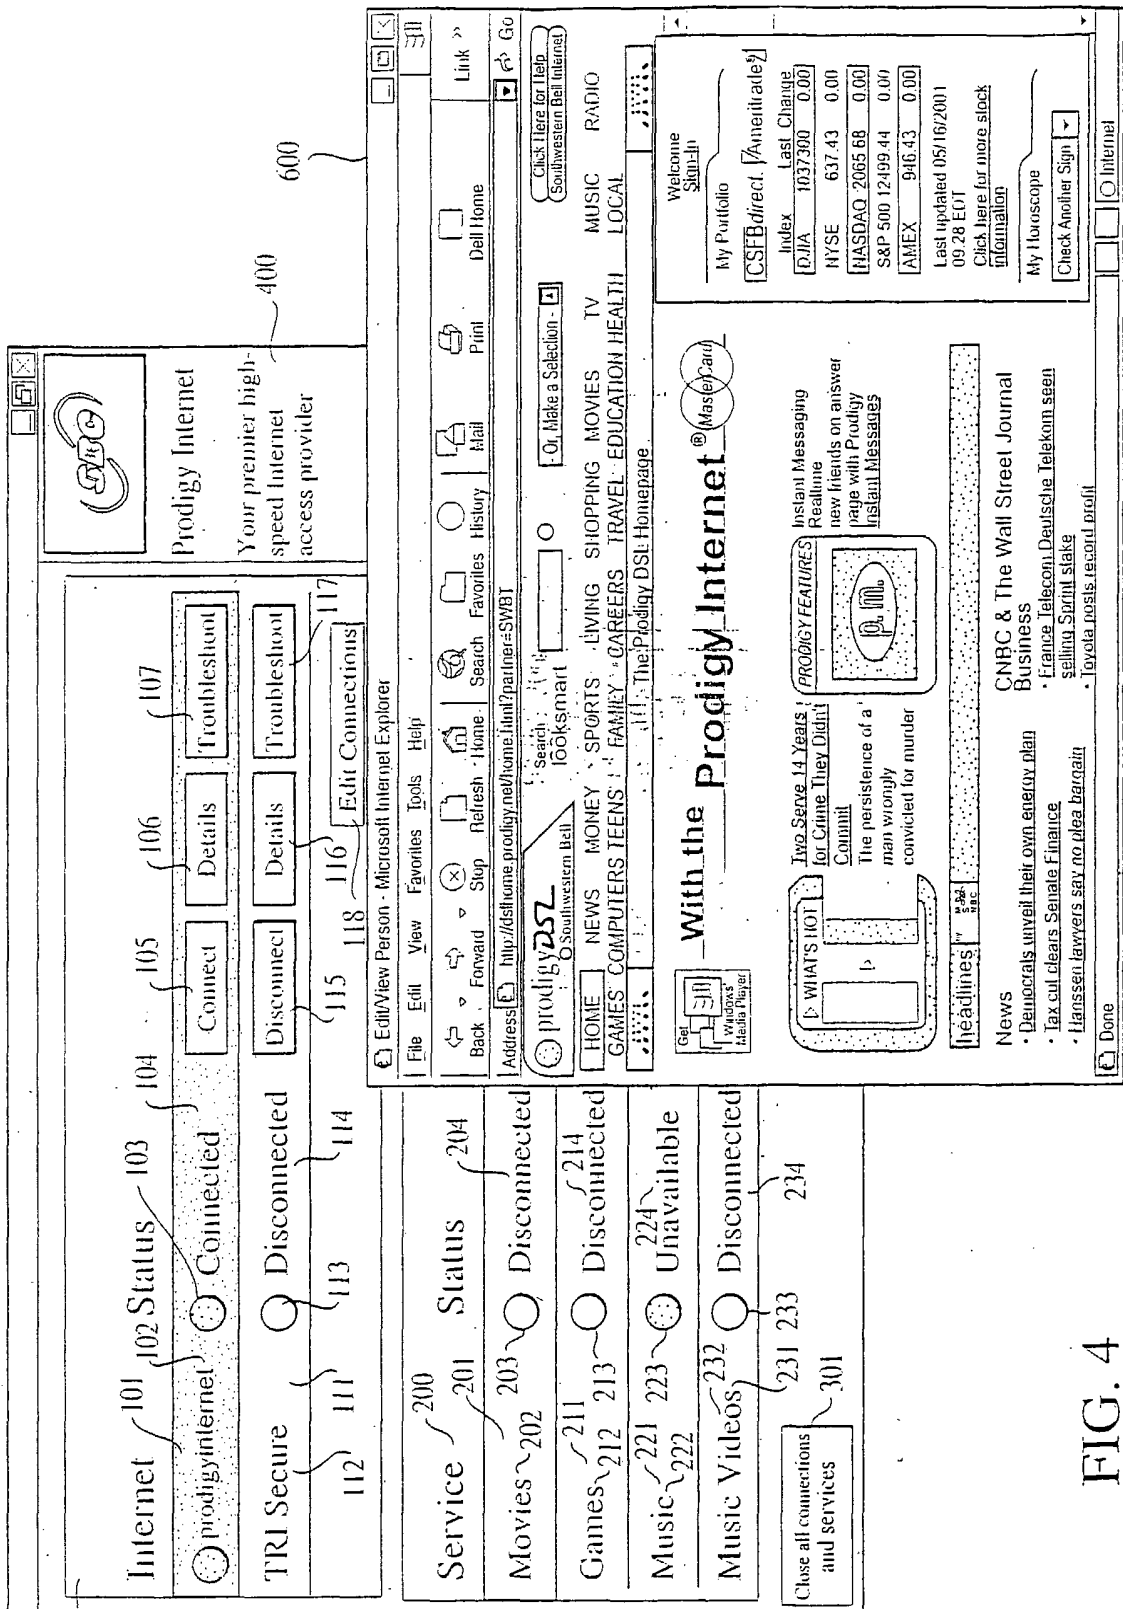 Internet 101 102 Status 103 104 105 106 107
prodigyinternet Connected Connect Details Troubleshoot
TRI Secure Disconnected Disconnect Details Troubleshoot
112 111 113 114 115 116 117
118 Edit Connections
SBC
Prodigy Internet
Your premier high-
speed Internet
access provider
400
600
Service 200 Status
201 204
Movies 202 203 Disconnected
211 214
Games 212 213 Disconnected
221 224
Music 222 223 Unavailable
232
Music Videos Disconnected
231 233 234
Close all connections
and services
301
Edit/View Person - Microsoft Internet Explorer
File Edit View Favorites Tools Help
Back Forward Stop Refresh Home Search Favorites History Mail Print Dell Home
Link >>
Address http://dslhome.prodigy.net/home.html?partner=SWBT Go
prodigy DSL
Southwestern Bell
Search
looksmart
- Or, Make a Selection -
Click Here for Help
Southwestern Bell Internet
HOME NEWS MONEY SPORTS LIVING SHOPPING MOVIES TV MUSIC RADIO
GAMES COMPUTERS TEENS FAMILY CAREERS TRAVEL EDUCATION HEALTH LOCAL
The Prodigy DSL Homepage
Get
Windows
Media Player
With the Prodigy Internet® MasterCard
WHAT'S HOT
Two Serve 14 Years
for Crime They Didn't
Commit
The persistence of a
man wrongly
convicted for murder
PRODIGY FEATURES
p.m.
Instant Messaging
Realtime
new friends on answer
page with Prodigy
Instant Messages
headlines
News
· Democrats unveil their own energy plan
· Tax cut clears Senate Finance
· Hanssen lawyers say no plea bargain
CNBC & The Wall Street Journal
Business
· France Telecon, Deutsche Telekom seen
selling Sprint stake
· Toyota posts record profit
Welcome
Sign-In
My Portfolio
CSFBdirect. Ameritrade
Index Last Change
DJIA 1037300 0.00
NYSE 637.43 0.00
NASDAQ 2065 68 0.00
S&P 500 12499.44 0.00
AMEX 946.43 0.00
Last updated 05/16/2001
09.28 EDT
Click here for more stock
information
My Horoscope
Check Another Sign
Done
Internet
FIG. 4